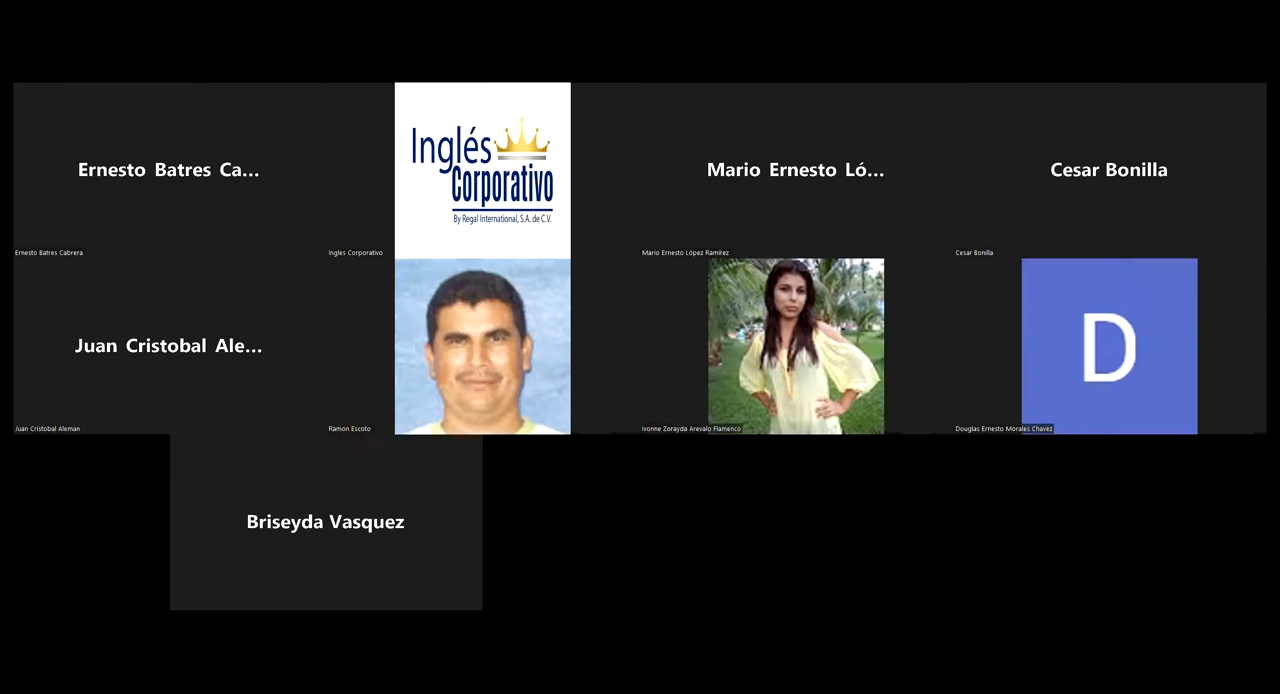 Ernesto Batres Ca...
Ernesto Batres Cabrera
Inglés
Corporativo
By Regal International, S.A. de C.V.
Ingles Corporativo
Mario Ernesto Ló...
Mario Ernesto López Ramírez
Cesar Bonilla
Cesar Bonilla
Juan Cristobal Ale...
Juan Cristobal Aleman
Ramon Escoto
Ivonne Zorayda Arevalo Flamenco
D
Douglas Ernesto Morales Chavez
Briseyda Vasquez